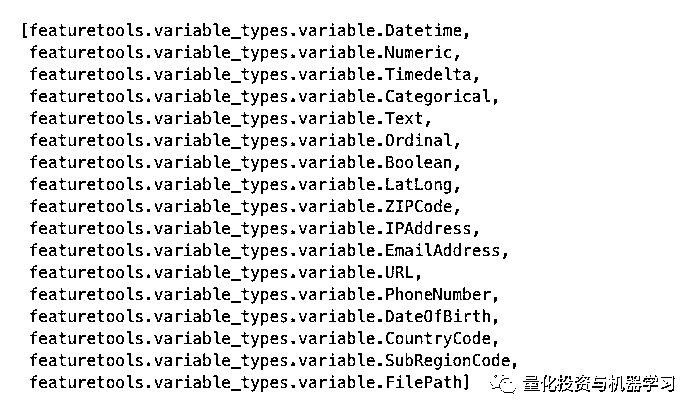 [featuretools.variable_types.variable.Datetime,
featuretools.variable_types.variable.Numeric,
featuretools.variable_types.variable.Timedelta,
featuretools.variable_types.variable.Categorical,
featuretools.variable_types.variable.Text,
featuretools.variable_types.variable.Ordinal,
featuretools.variable_types.variable.Boolean,
featuretools.variable_types.variable.LatLong,
featuretools.variable_types.variable.ZIPCode,
featuretools.variable_types.variable.IPAddress,
featuretools.variable_types.variable.EmailAddress,
featuretools.variable_types.variable.URL,
featuretools.variable_types.variable.PhoneNumber,
featuretools.variable_types.variable.DateOfBirth,
featuretools.variable_types.variable.CountryCode,
featuretools.variable_types.variable.SubRegionCode,
featuretools.variable_types.variable.FilePath]
量化投资与机器学习